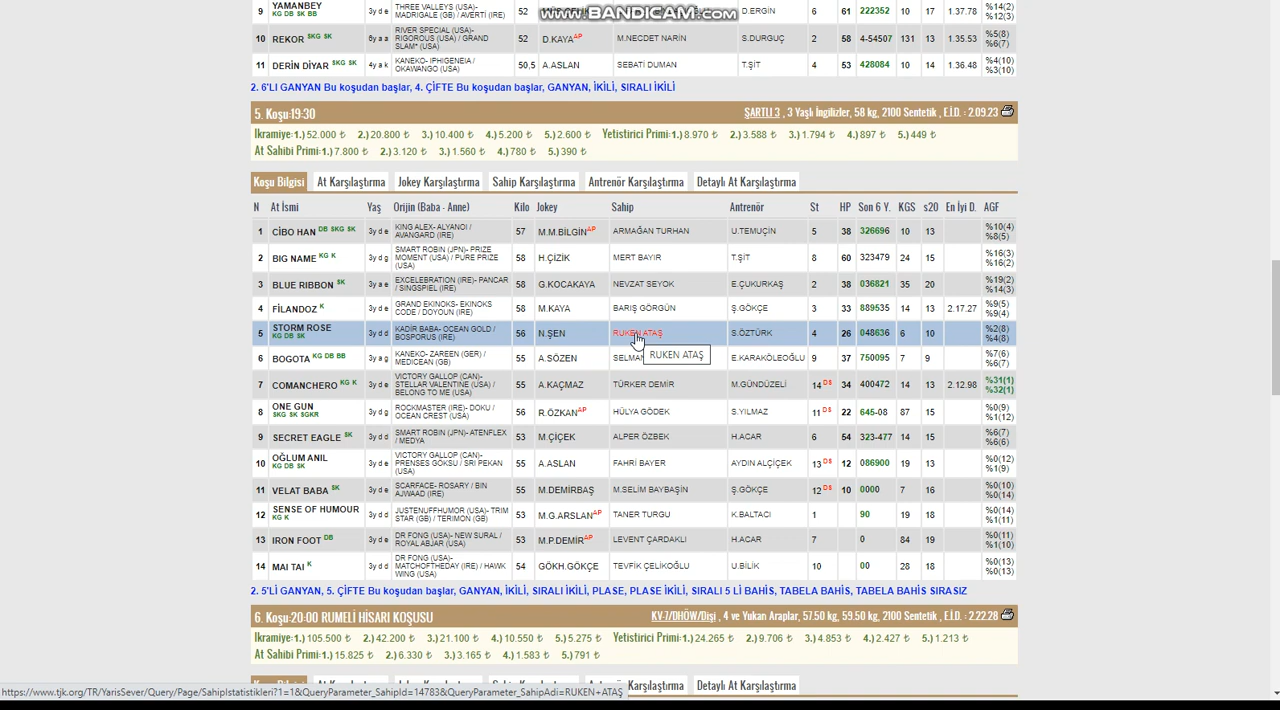 www.BANDICAM.com
9 YAMANBEY KG DB SK BB 3y d e THREE VALLEYS (USA)- MADRIGALE (GB) / AVERTI (IRE) 52 D.ERGİN 6 61 222352 10 17 1.37.78 %14(2) %12(3)
10 REKOR SKG SK 6y a a RIVER SPECIAL (USA)- RIGOROUS (USA) / GRAND SLAM* (USA) 52 D.KAYA AP M.NECDET NARİN S.DURGUÇ 2 58 4-54507 131 13 1.35.53 %5(8) %6(7)
11 DERİN DİYAR SKG SK 4y a k KANEKO- IPHIGENEIA / OKAWANGO (USA) 50,5 A.ASLAN SEBATİ DUMAN T.ŞİT 4 53 428084 10 14 1.36.48 %4(10) %3(10)
2. 6'LI GANYAN Bu koşudan başlar, 4. ÇİFTE Bu koşudan başlar, GANYAN, İKİLİ, SIRALI İKİLİ
5. Koşu:19:30 ŞARTLI 3 , 3 Yaşlı İngilizler, 58 kg, 2100 Sentetik , E.İ.D. : 2.09.23
İkramiye:1.) 52.000 ₺ 2.) 20.800 ₺ 3.) 10.400 ₺ 4.) 5.200 ₺ 5.) 2.600 ₺ Yetistirici Primi:1.) 8.970 ₺ 2.) 3.588 ₺ 3.) 1.794 ₺ 4.) 897 ₺ 5.) 449 ₺
At Sahibi Primi:1.) 7.800 ₺ 2.) 3.120 ₺ 3.) 1.560 ₺ 4.) 780 ₺ 5.) 390 ₺
Koşu Bilgisi At Karşılaştırma Jokey Karşılaştırma Sahip Karşılaştırma Antrenör Karşılaştırma Detaylı At Karşılaştırma
N At İsmi Yaş Orijin (Baba - Anne) Kilo Jokey Sahip Antrenör St HP Son 6 Y. KGS s20 En İyi D. AGF
1 CİBO HAN DB SKG SK 3y d e KING ALEX- ALYANOI / AVANGARD (IRE) 57 M.M.BİLGİN AP ARMAĞAN TURHAN U.TEMUÇİN 5 38 326696 10 13 %10(4) %8(5)
2 BIG NAME KG K 3y d g SMART ROBIN (JPN)- PRIZE MOMENT (USA) / PURE PRIZE (USA) 58 H.ÇİZİK MERT BAYIR T.ŞİT 8 60 323479 24 15 %16(3) %16(2)
3 BLUE RIBBON SK 3y a e EXCELEBRATION (IRE)- PANCAR / SINGSPIEL (IRE) 58 G.KOCAKAYA NEVZAT SEYOK E.ÇUKURKAŞ 2 38 036821 35 20 %19(2) %14(3)
4 FİLANDOZ K 3y d e GRAND EKINOKS- EKINOKS CODE / DOYOUN (IRE) 58 M.KAYA BARIŞ GÖRGÜN Ş.GÖKÇE 3 33 889535 14 13 2.17.27 %9(5) %9(4)
5 STORM ROSE KG DB SK 3y d d KADİR BABA- OCEAN GOLD / BOSPORUS (IRE) 56 N.ŞEN RUKEN ATAŞ S.ÖZTÜRK 4 26 048636 6 10 %2(8) %4(8)
RUKEN ATAŞ
6 BOGOTA KG DB BB 3y a g KANEKO- ZAREEN (GER) / MEDICEAN (GB) 55 A.SÖZEN SELMAN E.KARAKÖLEOĞLU 9 37 750095 7 9 %7(6) %7(7)
7 COMANCHERO KG K 3y d e VICTORY GALLOP (CAN)- STELLAR VALENTINE (USA) / BELONG TO ME (USA) 55 A.KAÇMAZ TÜRKER DEMİR M.GÜNDÜZELİ 14 DS 34 400472 14 13 2.12.98 %31(1) %32(1)
8 ONE GUN SKG SK SGKR 3y d g ROCKMASTER (IRE)- DOKU / OCEAN CREST (USA) 56 R.ÖZKAN AP HÜLYA GÖDEK S.YILMAZ 11 DS 22 645-08 87 15 %0(9) %1(12)
9 SECRET EAGLE SK 3y d d SMART ROBIN (JPN)- ATENFLEX / MEDYA 53 M.ÇİÇEK ALPER ÖZBEK H.ACAR 6 54 323-477 14 15 %6(7) %6(6)
10 OĞLUM ANIL KG DB SK 3y d d VICTORY GALLOP (CAN)- PRENSES GOKSU / SRI PEKAN (USA) 55 A.ASLAN FAHRİ BAYER AYDIN ALÇİÇEK 13 DS 12 086900 19 13 %0(12) %1(9)
11 VELAT BABA SK 3y d e SCARFACE- ROSARY / BIN AJWAAD (IRE) 55 M.DEMİRBAŞ M.SELİM BAYBAŞİN Ş.GÖKÇE 12 DS 10 0000 7 16 %0(10) %0(14)
12 SENSE OF HUMOUR KG K 3y d d JUSTENUFFHUMOR (USA)- TRIM STAR (GB) / TERIMON (GB) 53 M.G.ARSLAN AP TANER TURGU K.BALTACI 1 90 19 18 %0(14) %1(11)
13 IRON FOOT DB 3y d e DR FONG (USA)- NEW SURAL / ROYAL ABJAR (USA) 53 M.P.DEMİR AP LEVENT ÇARDAKLI H.ACAR 7 0 84 19 %0(11) %1(10)
14 MAI TAI K 3y d d DR FONG (USA)- MATCHOFTHEDAY (IRE) / HAWK WING (USA) 54 GÖKH.GÖKÇE TEVFİK ÇELİKOĞLU U.BİLİK 10 00 28 18 %0(13) %0(13)
2. 5'Lİ GANYAN, 5. ÇİFTE Bu koşudan başlar, GANYAN, İKİLİ, SIRALI İKİLİ, PLASE, PLASE İKİLİ, SIRALI 5 Lİ BAHİS, TABELA BAHİS, TABELA BAHİS SIRASIZ
6. Koşu:20:00 RUMELİ HİSARI KOŞUSU KV-7/DHÖW/Dişi , 4 ve Yukarı Araplar, 57.50 kg, 59.50 kg, 2100 Sentetik , E.İ.D. : 2.22.28
İkramiye:1.) 105.500 ₺ 2.) 42.200 ₺ 3.) 21.100 ₺ 4.) 10.550 ₺ 5.) 5.275 ₺ Yetistirici Primi:1.) 24.265 ₺ 2.) 9.706 ₺ 3.) 4.853 ₺ 4.) 2.427 ₺ 5.) 1.213 ₺
At Sahibi Primi:1.) 15.825 ₺ 2.) 6.330 ₺ 3.) 3.165 ₺ 4.) 1.583 ₺ 5.) 791 ₺
Karşılaştırma Detaylı At Karşılaştırma
https://www.tjk.org/TR/YarisSever/Query/Page/SahipIstatistikleri?1=1&QueryParameter_SahipId=14783&QueryParameter_SahipAdi=RUKEN+ATAŞ